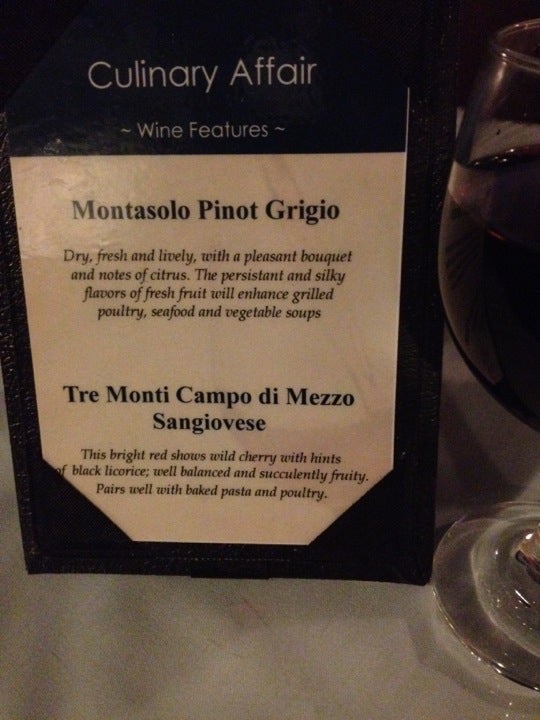 Culinary Affair
~ Wine Features ~
Montasolo Pinot Grigio
Dry, fresh and lively, with a pleasant bouquet
and notes of citrus. The persistant and silky
flavors of fresh fruit will enhance grilled
poultry, seafood and vegetable soups
Tre Monti Campo di Mezzo
Sangiovese
This bright red shows wild cherry with hints
of black licorice; well balanced and succulently fruity.
Pairs well with baked pasta and poultry.